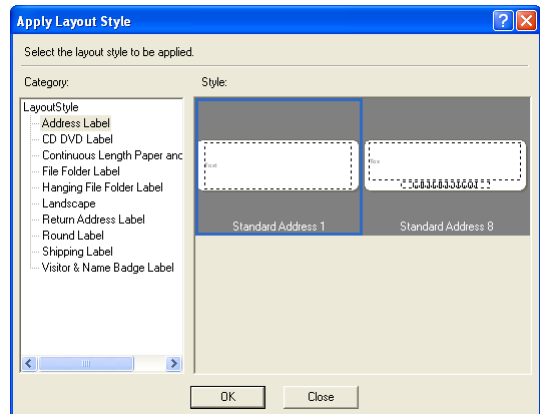 Apply Layout Style
Select the layout style to be applied.
Category:
Style:
LayoutStyle
Address Label
CD DVD Label
Continuous Length Paper and
File Folder Label
Hanging File Folder Label
Landscape
Return Address Label
Round Label
Shipping Label
Visitor & Name Badge Label
Standard Address 1
Standard Address 8
OK
Close